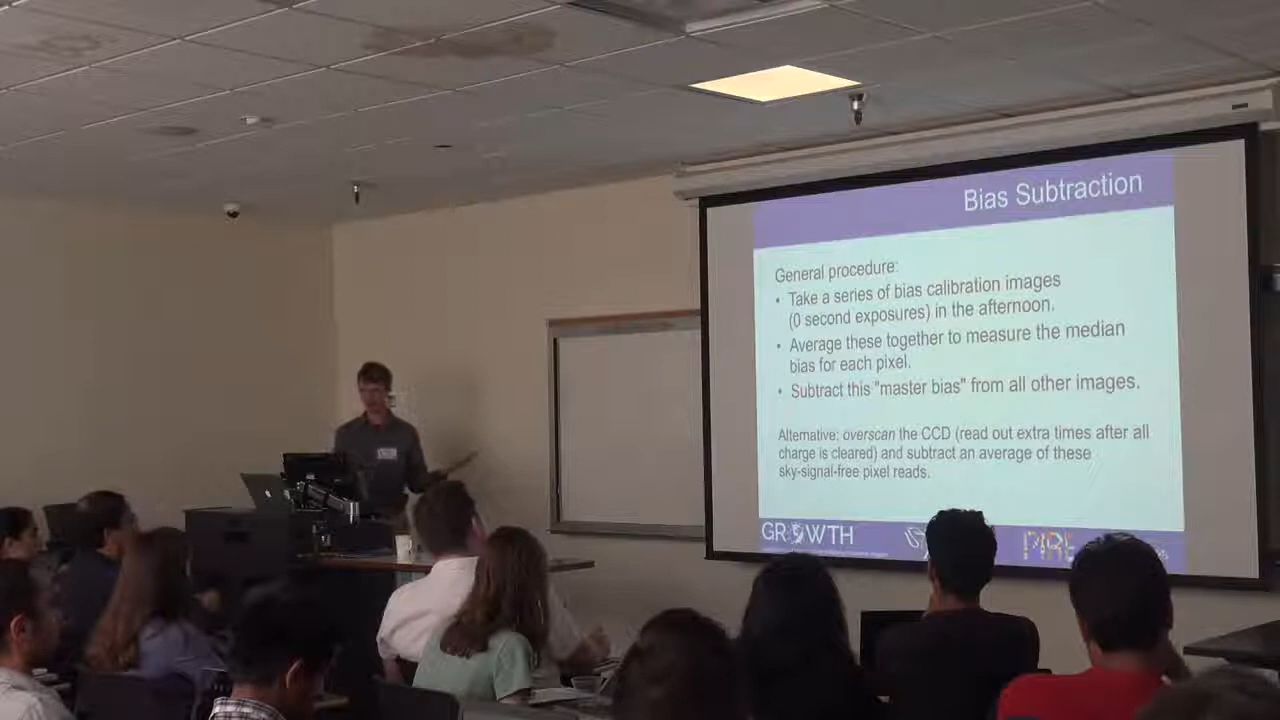 Bias Subtraction
General procedure:
• Take a series of bias calibration images
(0 second exposures) in the afternoon.
• Average these together to measure the median
bias for each pixel.
• Subtract this "master bias" from all other images.
Alternative: overscan the CCD (read out extra times after all
charge is cleared) and subtract an average of these
sky-signal-free pixel reads.
GROWTH
PIRE